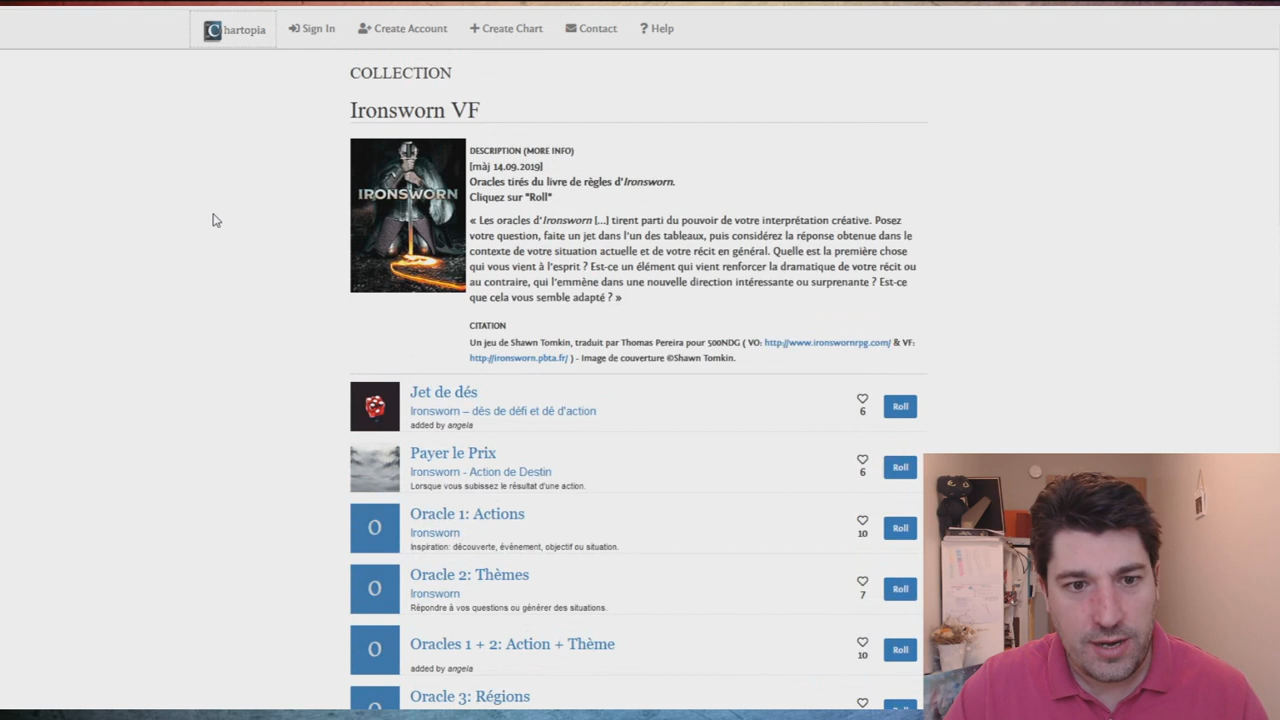 Chartopia
Sign In
Create Account
Create Chart
Contact
Help
COLLECTION
Ironsworn VF
IRONSWORN
DESCRIPTION (MORE INFO)
[màj 14.09.2019]
Oracles tirés du livre de règles d'Ironsworn.
Cliquez sur "Roll"
« Les oracles d'Ironsworn [...] tirent parti du pouvoir de votre interprétation créative. Posez
votre question, faite un jet dans l'un des tableaux, puis considérez la réponse obtenue dans le
contexte de votre situation actuelle et de votre récit en général. Quelle est la première chose
qui vous vient à l'esprit ? Est-ce un élément qui vient renforcer la dramatique de votre récit ou
au contraire, qui l'emmène dans une nouvelle direction intéressante ou surprenante ? Est-ce
que cela vous semble adapté ? »
CITATION
Un jeu de Shawn Tomkin, traduit par Thomas Pereira pour 500NDG ( VO: http://www.ironswornrpg.com/ & VF:
http://ironsworn.pbta.fr/ ) - Image de couverture ©Shawn Tomkin.
Jet de dés
Ironsworn – dés de défi et dé d'action
added by angela
6
Roll
Payer le Prix
Ironsworn - Action de Destin
Lorsque vous subissez le résultat d'une action.
6
Roll
O
Oracle 1: Actions
Ironsworn
Inspiration: découverte, évènement, objectif ou situation.
10
Roll
O
Oracle 2: Thèmes
Ironsworn
Répondre à vos questions ou générer des situations.
7
Roll
O
Oracles 1 + 2: Action + Thème
added by angela
10
Roll
O
Oracle 3: Régions
Roll